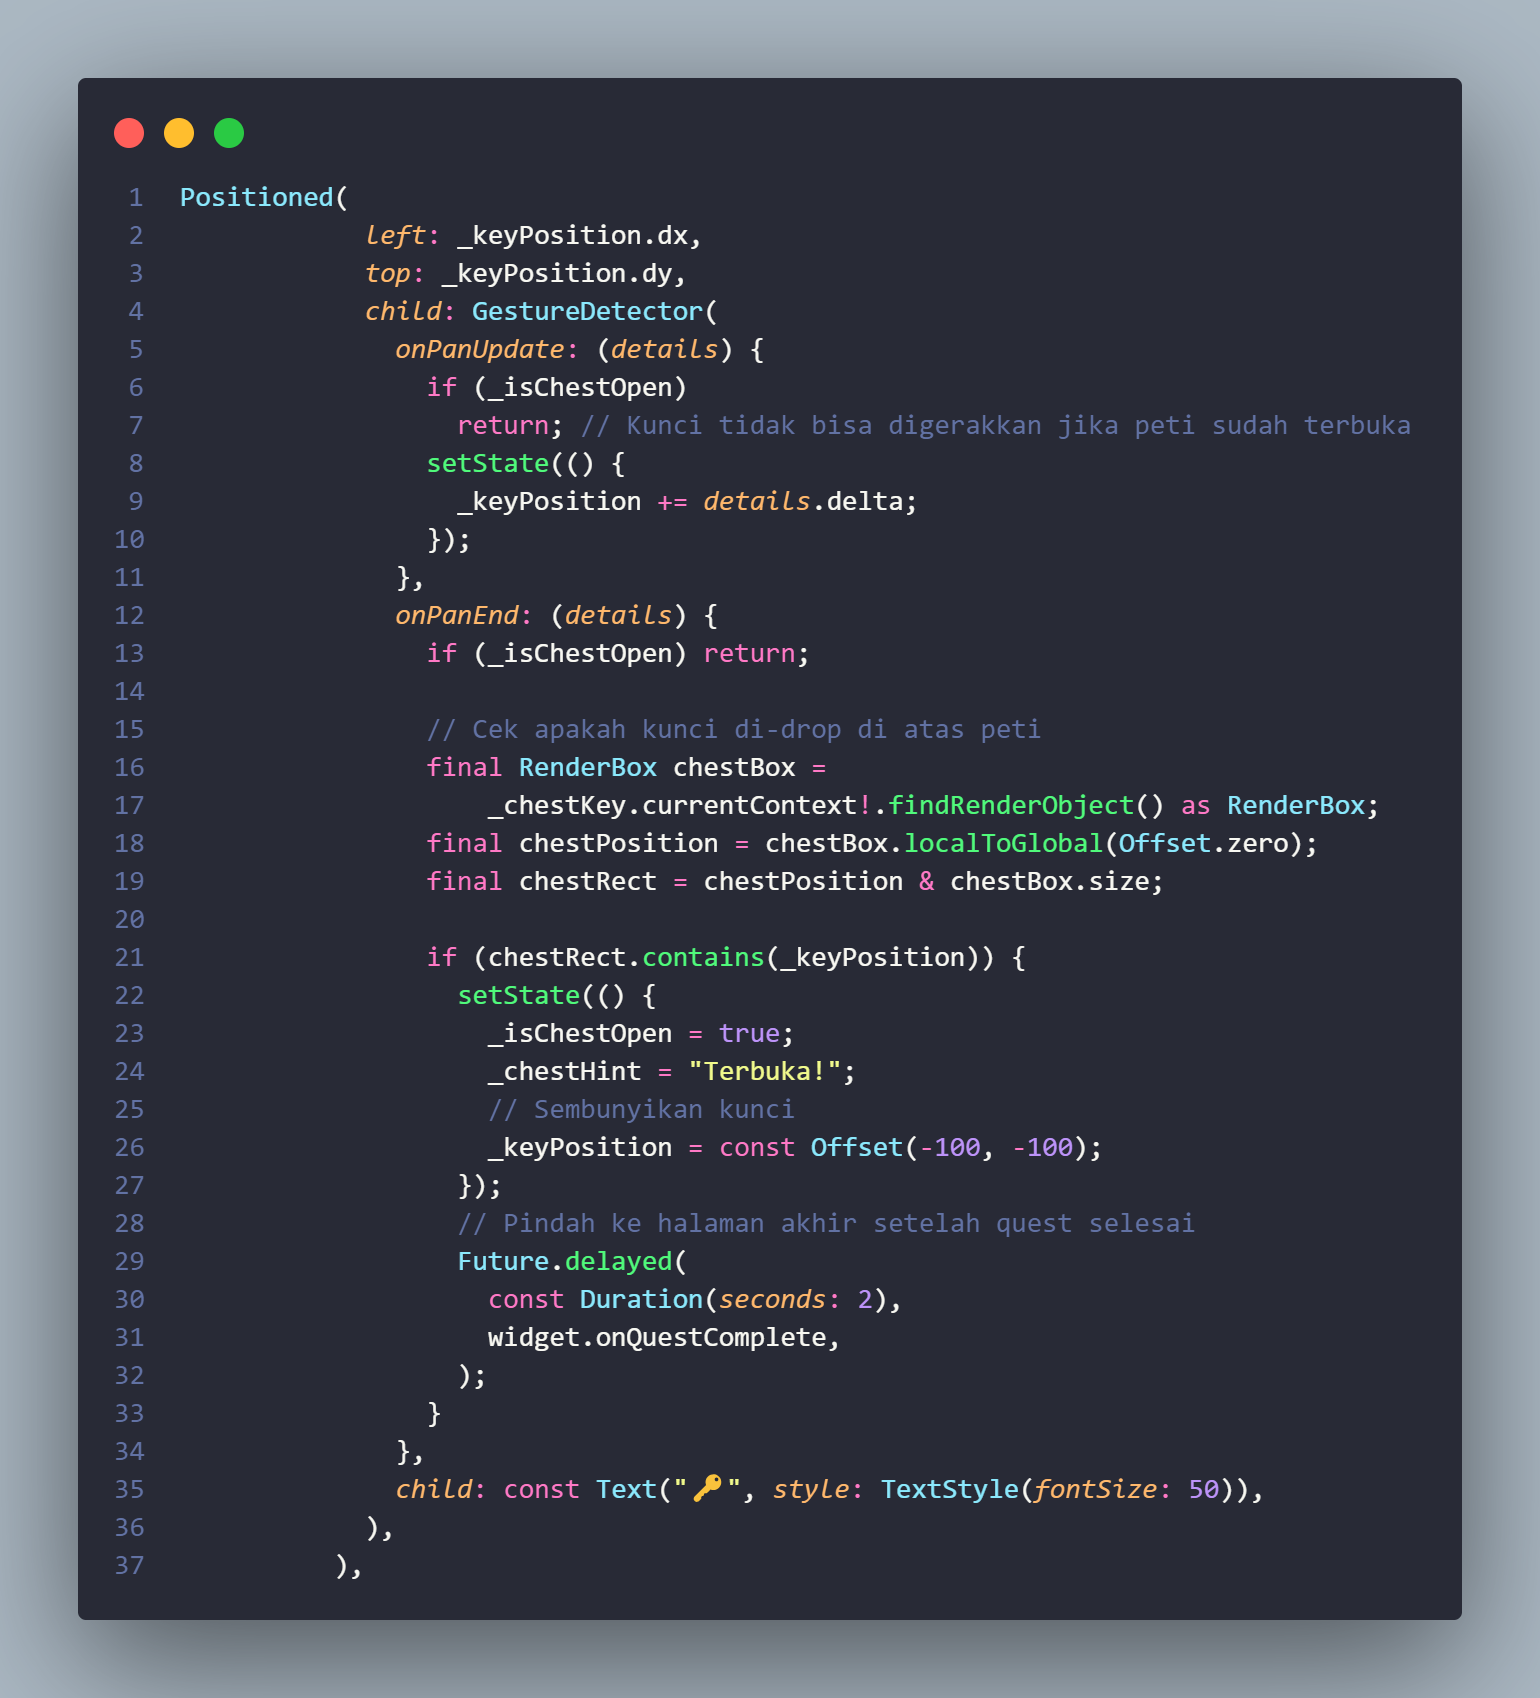 1 Positioned(
2 left: _keyPosition.dx,
3 top: _keyPosition.dy,
4 child: GestureDetector(
5 onPanUpdate: (details) {
6 if (_isChestOpen)
7 return; // Kunci tidak bisa digerakkan jika peti sudah terbuka
8 setState(() {
9 _keyPosition += details.delta;
10 });
11 },
12 onPanEnd: (details) {
13 if (_isChestOpen) return;
14
15 // Cek apakah kunci di-drop di atas peti
16 final RenderBox chestBox =
17 _chestKey.currentContext!.findRenderObject() as RenderBox;
18 final chestPosition = chestBox.localToGlobal(Offset.zero);
19 final chestRect = chestPosition & chestBox.size;
20
21 if (chestRect.contains(_keyPosition)) {
22 setState(() {
23 _isChestOpen = true;
24 _chestHint = "Terbuka!";
25 // Sembunyikan kunci
26 _keyPosition = const Offset(-100, -100);
27 });
28 // Pindah ke halaman akhir setelah quest selesai
29 Future.delayed(
30 const Duration(seconds: 2),
31 widget.onQuestComplete,
32 );
33 }
34 },
35 child: const Text("🔑", style: TextStyle(fontSize: 50)),
36 ),
37 ),